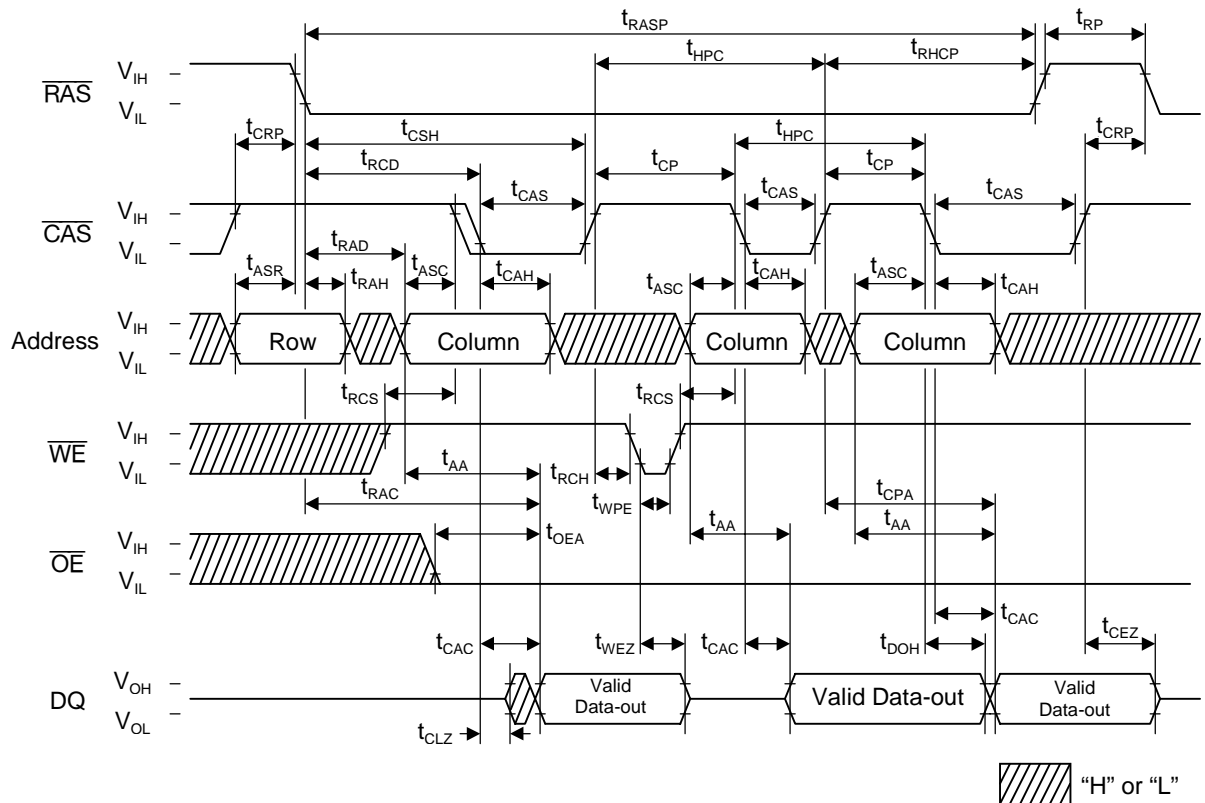 tRASP
tRP
tHPC
tRHCP
RAS
VIH
VIL
tCRP
tCSH
tHPC
tCRP
tRCD
tCP
tCP
CAS
VIH
VIL
tCAS
tCAS
tCAS
tRAD
tASR
tRAH
tASC
tCAH
tASC
tCAH
tASC
tCAH
Address
VIH
VIL
Row
Column
Column
Column
tRCS
tRCS
WE
VIH
VIL
tAA
tRCH
tCPA
tRAC
tWPE
tOEA
tAA
tAA
OE
VIH
VIL
tCAC
tWEZ
tCAC
tDOH
tCAC
tCEZ
DQ
VOH
VOL
Valid
Data-out
Valid Data-out
Valid
Data-out
tCLZ
“H” or “L”